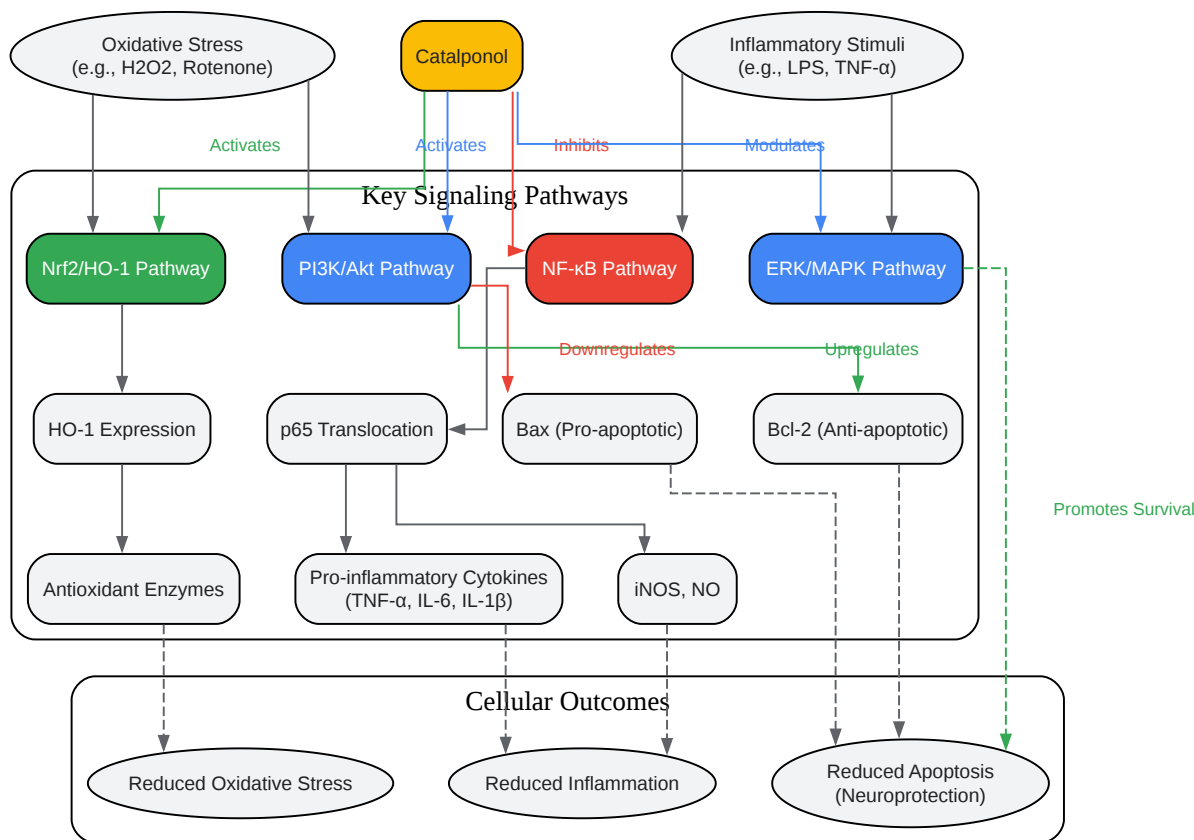 Oxidative Stress
(e.g., H2O2, Rotenone)
Catalponol
Inflammatory Stimuli
(e.g., LPS, TNF-α)
Activates
Activates
Inhibits
Modulates
Key Signaling Pathways
Nrf2/HO-1 Pathway
PI3K/Akt Pathway
NF-κB Pathway
ERK/MAPK Pathway
Downregulates
Upregulates
HO-1 Expression
p65 Translocation
Bax (Pro-apoptotic)
Bcl-2 (Anti-apoptotic)
Promotes Survival
Antioxidant Enzymes
Pro-inflammatory Cytokines
(TNF-α, IL-6, IL-1β)
iNOS, NO
Cellular Outcomes
Reduced Oxidative Stress
Reduced Inflammation
Reduced Apoptosis
(Neuroprotection)